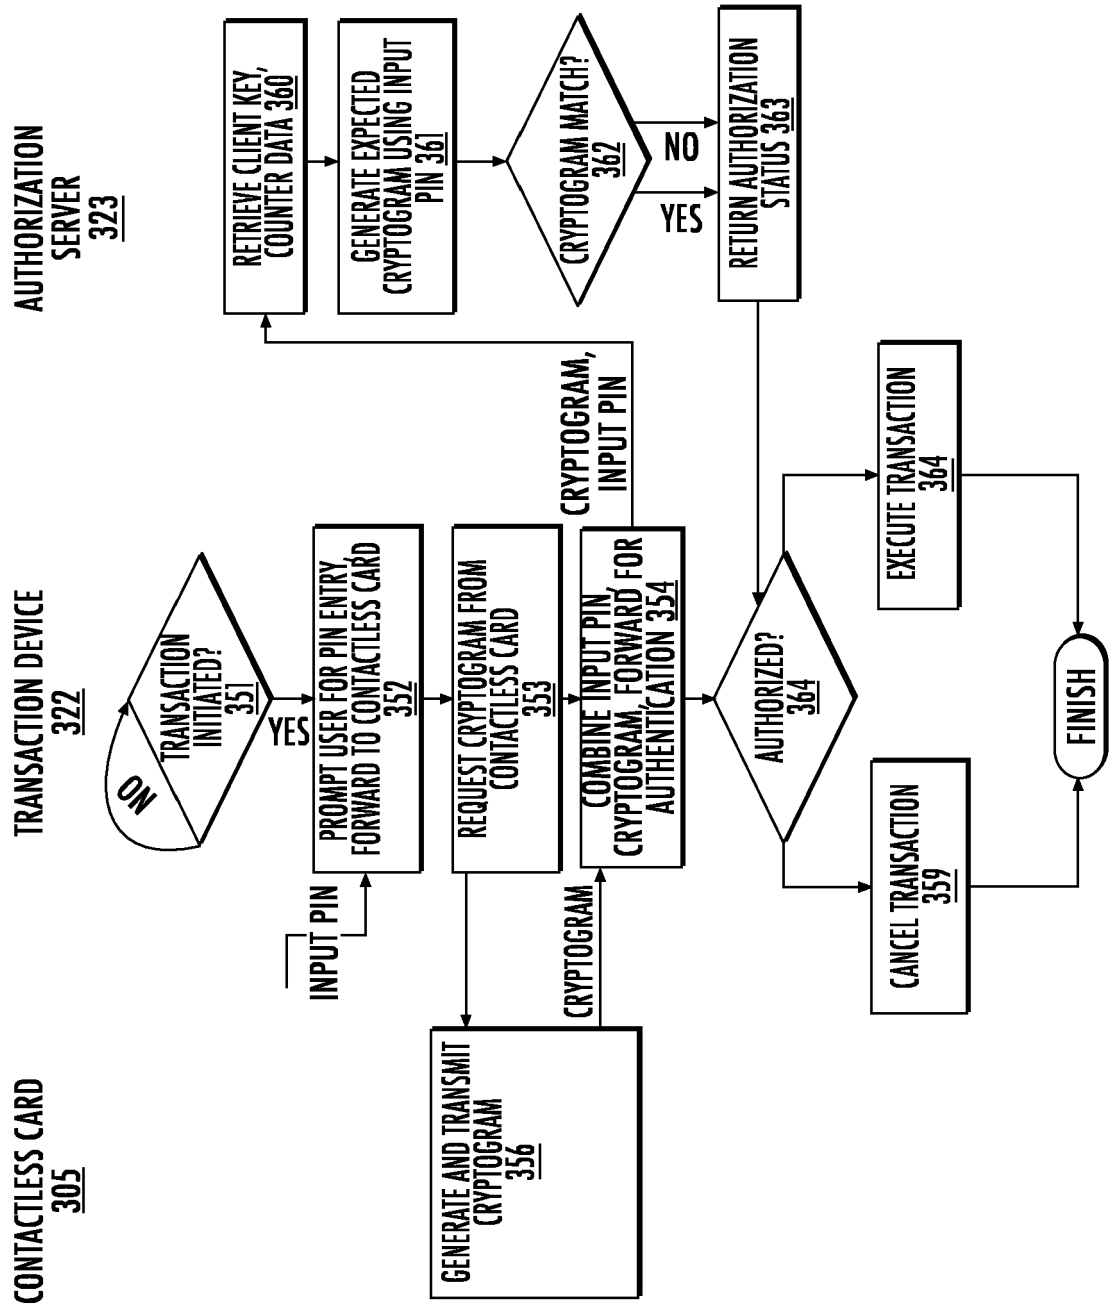 CONTACTLESS CARD
305
TRANSACTION DEVICE
322
AUTHORIZATION
SERVER
323
NO
TRANSACTION
INITIATED?
351
YES
INPUT PIN
PROMPT USER FOR PIN ENTRY,
FORWARD TO CONTACTLESS CARD
352
REQUEST CRYPTOGRAM FROM
CONTACTLESS CARD
353
GENERATE AND TRANSMIT
CRYPTOGRAM
356
CRYPTOGRAM
COMBINE INPUT PIN,
CRYPTOGRAM, FORWARD FOR
AUTHENTICATION 354
CRYPTOGRAM,
INPUT PIN
RETRIEVE CLIENT KEY,
COUNTER DATA 360
GENERATE EXPECTED
CRYPTOGRAM USING INPUT
PIN 361
CRYPTOGRAM MATCH?
362
YES
NO
RETURN AUTHORIZATION
STATUS 363
AUTHORIZED?
364
CANCEL TRANSACTION
359
EXECUTE TRANSACTION
364
FINISH